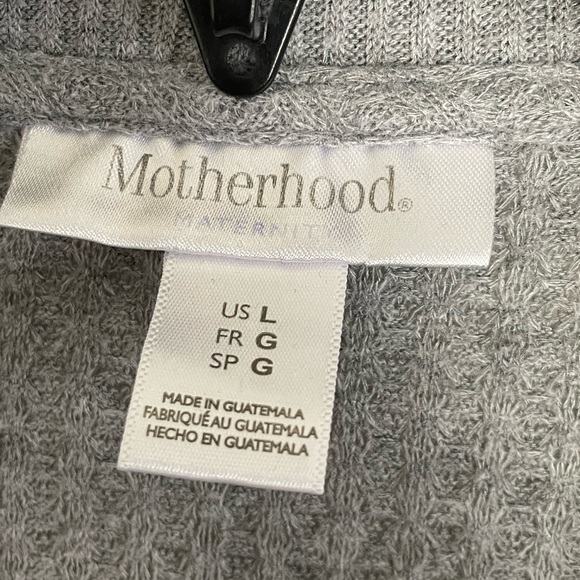 Motherhood®
MATERNITY
US L
FR G
SP G
MADE IN GUATEMALA
FABRIQUÉ AU GUATEMALA
HECHO EN GUATEMALA